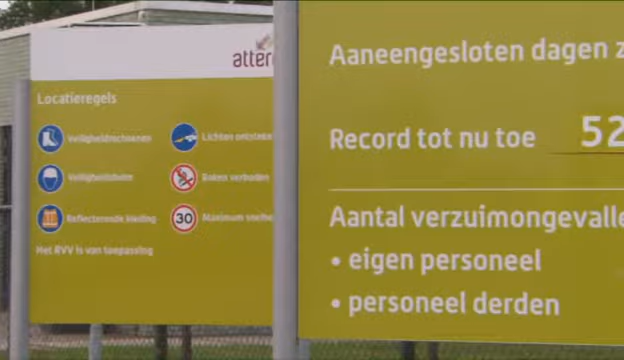 atter
Locatieregels
Veiligheidsschoenen
Lichten ontsteken
Veiligheidshelm
Roken verboden
Reflecterende kleding
30 Maximum snelhe
Het RVV is van toepassing
Aaneengesloten dagen z
Record tot nu toe 52
Aantal verzuimongevalle
• eigen personeel
• personeel derden